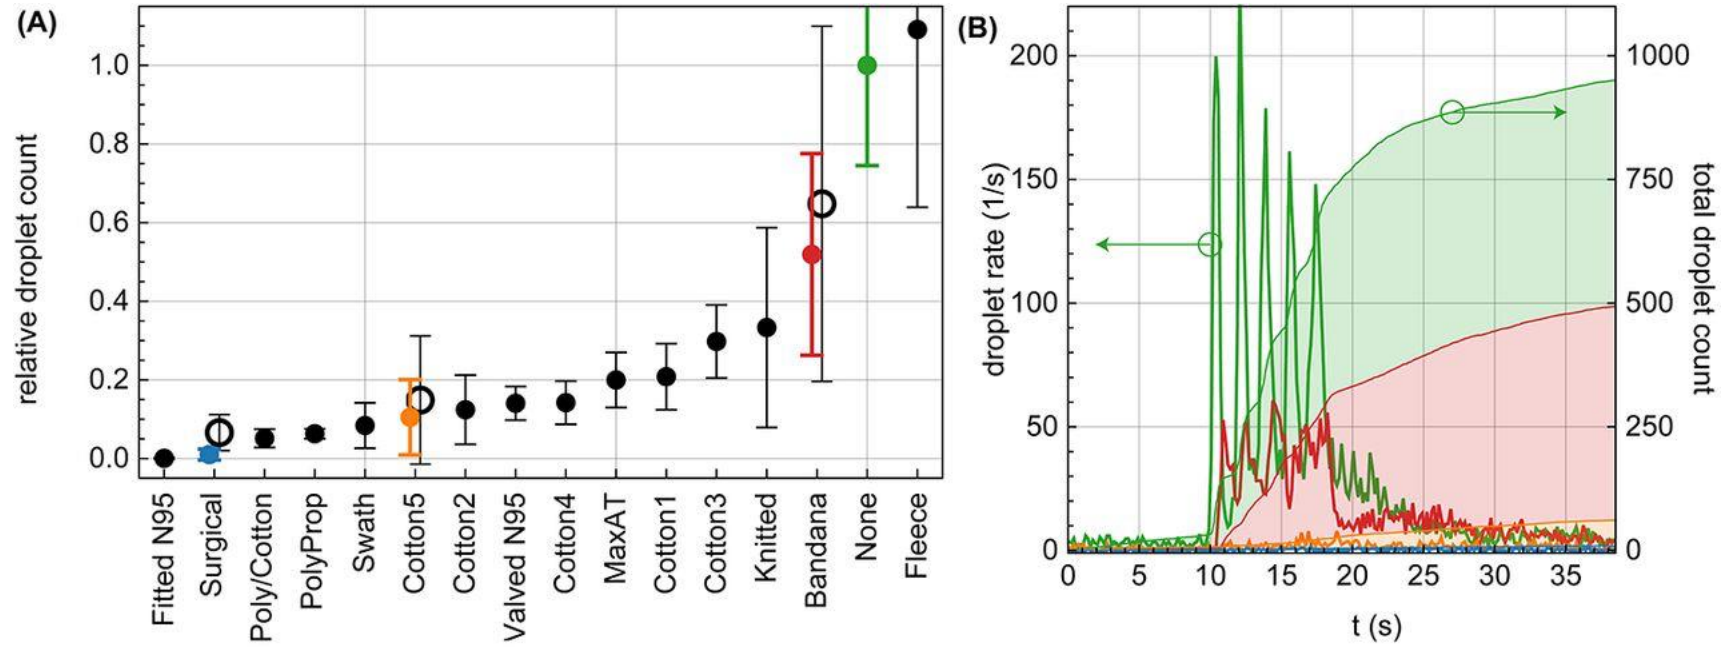 (A)
relative droplet count
1.0
0.8
0.6
0.4
0.2
0.0
Fitted N95
Surgical
Poly/Cotton
PolyProp
Swath
Cotton5
Cotton2
Valved N95
Cotton4
MaxAT
Cotton1
Cotton3
Knitted
Bandana
None
Fleece
(B)
droplet rate (1/s)
200
150
100
50
0
0
5
10
15
20
25
30
35
t (s)
1000
750
500
250
0
total droplet count